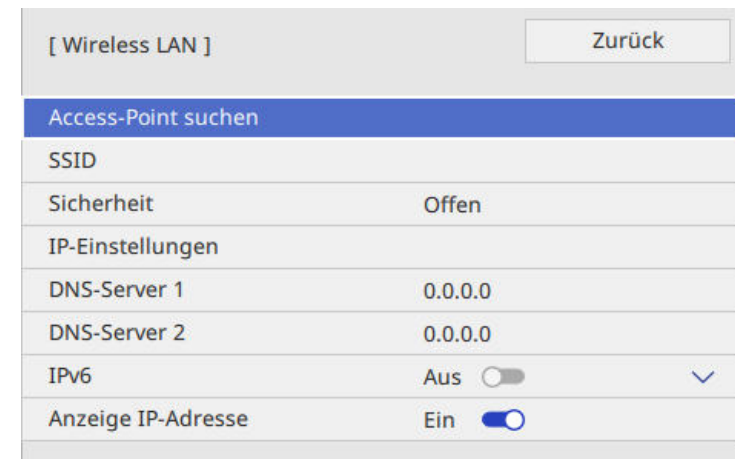 [ Wireless LAN ] Zurück
Access-Point suchen
SSID
Sicherheit Offen
IP-Einstellungen
DNS-Server 1 0.0.0.0
DNS-Server 2 0.0.0.0
IPv6 Aus
Anzeige IP-Adresse Ein